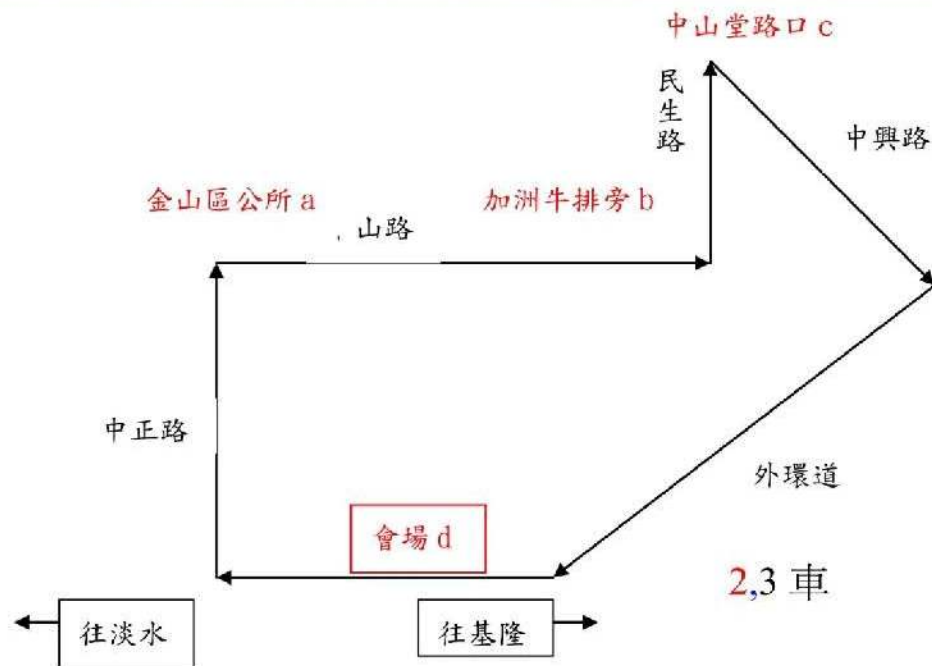 中山堂路口 c
民生路
中興路
金山區公所 a
加洲牛排旁 b
山路
中正路
外環道
會場 d
2,3 車
往淡水
往基隆